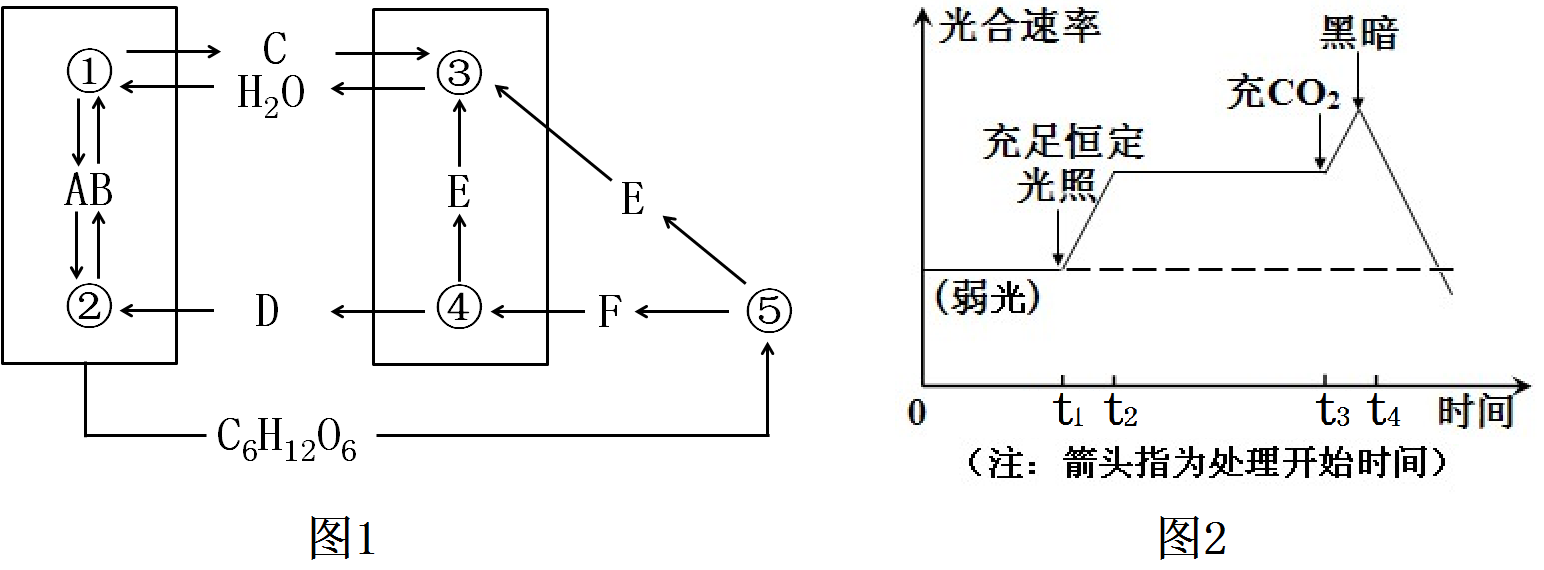 ① C ③
H₂O
AB E E
② D ④ F ⑤
C₆H₁₂O₆
图1
光合速率
黑暗
充CO₂
充足恒定
光照
(弱光)
0 t₁ t₂ t₃ t₄ 时间
(注：箭头指为处理开始时间)
图2